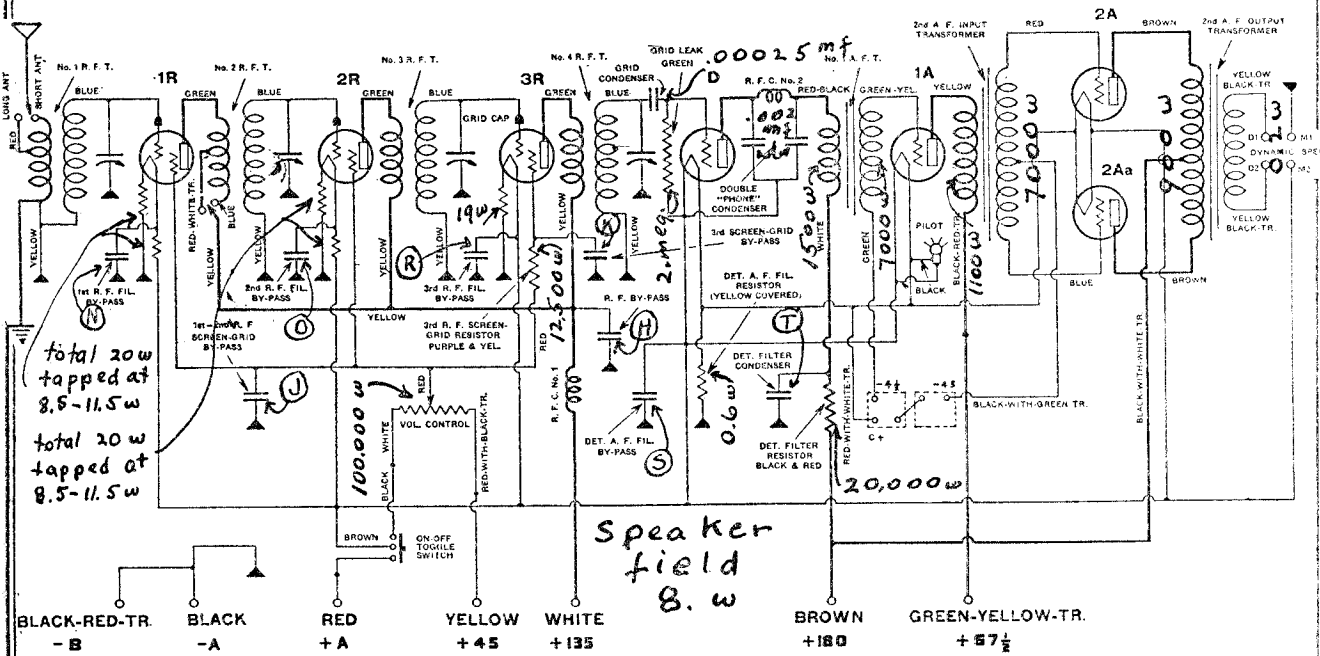 2nd A. F. INPUT
TRANSFORMER
RED
2A
BROWN
2nd A. F. OUTPUT
TRANSFORMER
LONG ANT
SHORT ANT
RED
No. 1 R. F. T.
BLUE
1R
GREEN
No. 2 R. F. T.
BLUE
2R
GREEN
No. 3 R. F. T.
BLUE
GRID CAP
3R
GREEN
No. 4 R. F. T.
BLUE
GRID
CONDENSER
GRID LEAK
GREEN
.00025 mf
D
R. F. C. No. 2
.002
mf
RED-BLACK
No. 1 A. F. T.
GREEN-YEL.
1A
YELLOW
7000
3
2Aa
3
700
YELLOW
BLACK-TR.
D1
M1
DYNAMIC SPE
D2
M2
320
YELLOW
BLACK-TR.
YELLOW
YELLOW
RED-WHITE-TR.
BLUE
YELLOW
YELLOW
YELLOW
19 w
R
YELLOW
K
YELLOW
3rd SCREEN-GRID
BY-PASS
2. meg.
DOUBLE
"PHONE"
CONDENSER
1500 w
WHITE
GREEN
7000 w
PILOT
BLACK
BLACK-RED-TR.
1100 w
BLUE
BROWN
1st R. F. FIL.
BY-PASS
N
2nd R. F. FIL.
BY-PASS
O
3rd R. F. FIL.
BY-PASS
DET. A. F. FIL.
RESISTOR
(YELLOW COVERED)
YELLOW
1st-2nd R. F
SCREEN-GRID
BY-PASS
J
3rd R. F. SCREEN-
GRID RESISTOR
PURPLE & YEL.
12,500 w
RED
R. F. BY-PASS
H
T
DET. FILTER
CONDENSER
total 20 w
tapped at
8.5-11.5 w
total 20 w
tapped at
8.5-11.5 w
100.000 w
RED
VOL. CONTROL
WHITE
BLACK
RED-WITH-BLACK-TR.
R. F. C. No. 1
DET. A. F. FIL.
BY-PASS
S
0.6 w
DET. FILTER
RESISTOR
BLACK & RED
20,000 w
RED-WITH-WHITE-TR.
-4½
-45
C+
BLACK-WITH-GREEN TR.
BLACK-WITH-WHITE-TR.
BROWN
ON-OFF
TOGGLE
SWITCH
Speaker
field
8. w
BLACK-RED-TR.
- B
BLACK
-A
RED
+ A
YELLOW
+45
WHITE
+135
BROWN
+180
GREEN-YELLOW-TR.
+ 67½